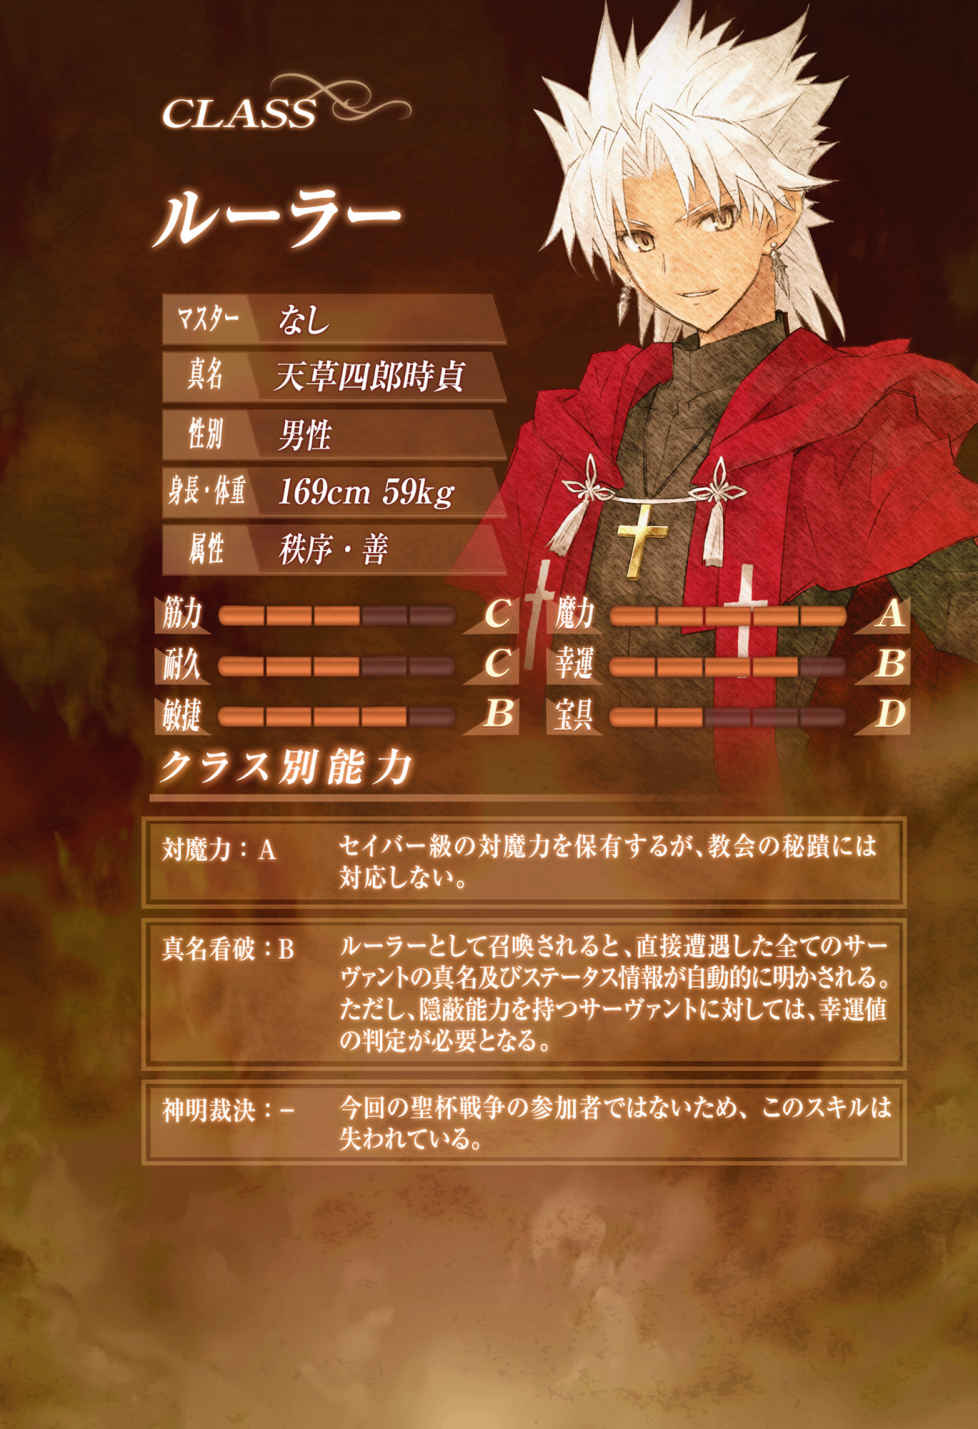 CLASS
ルーラー
マスター なし
真名 天草四郎時貞
性別 男性
身長・体重 169cm 59kg
属性 秩序・善
筋力 C 魔力 A
耐久 C 幸運 B
敏捷 B 宝具 D
クラス別能力
対魔力：A セイバー級の対魔力を保有するが、教会の秘蹟には
対応しない。
真名看破：B ルーラーとして召喚されると、直接遭遇した全てのサー
ヴァントの真名及びステータス情報が自動的に明かされる。
ただし、隠蔽能力を持つサーヴァントに対しては、幸運値
の判定が必要となる。
神明裁決：－ 今回の聖杯戦争の参加者ではないため、このスキルは
失われている。